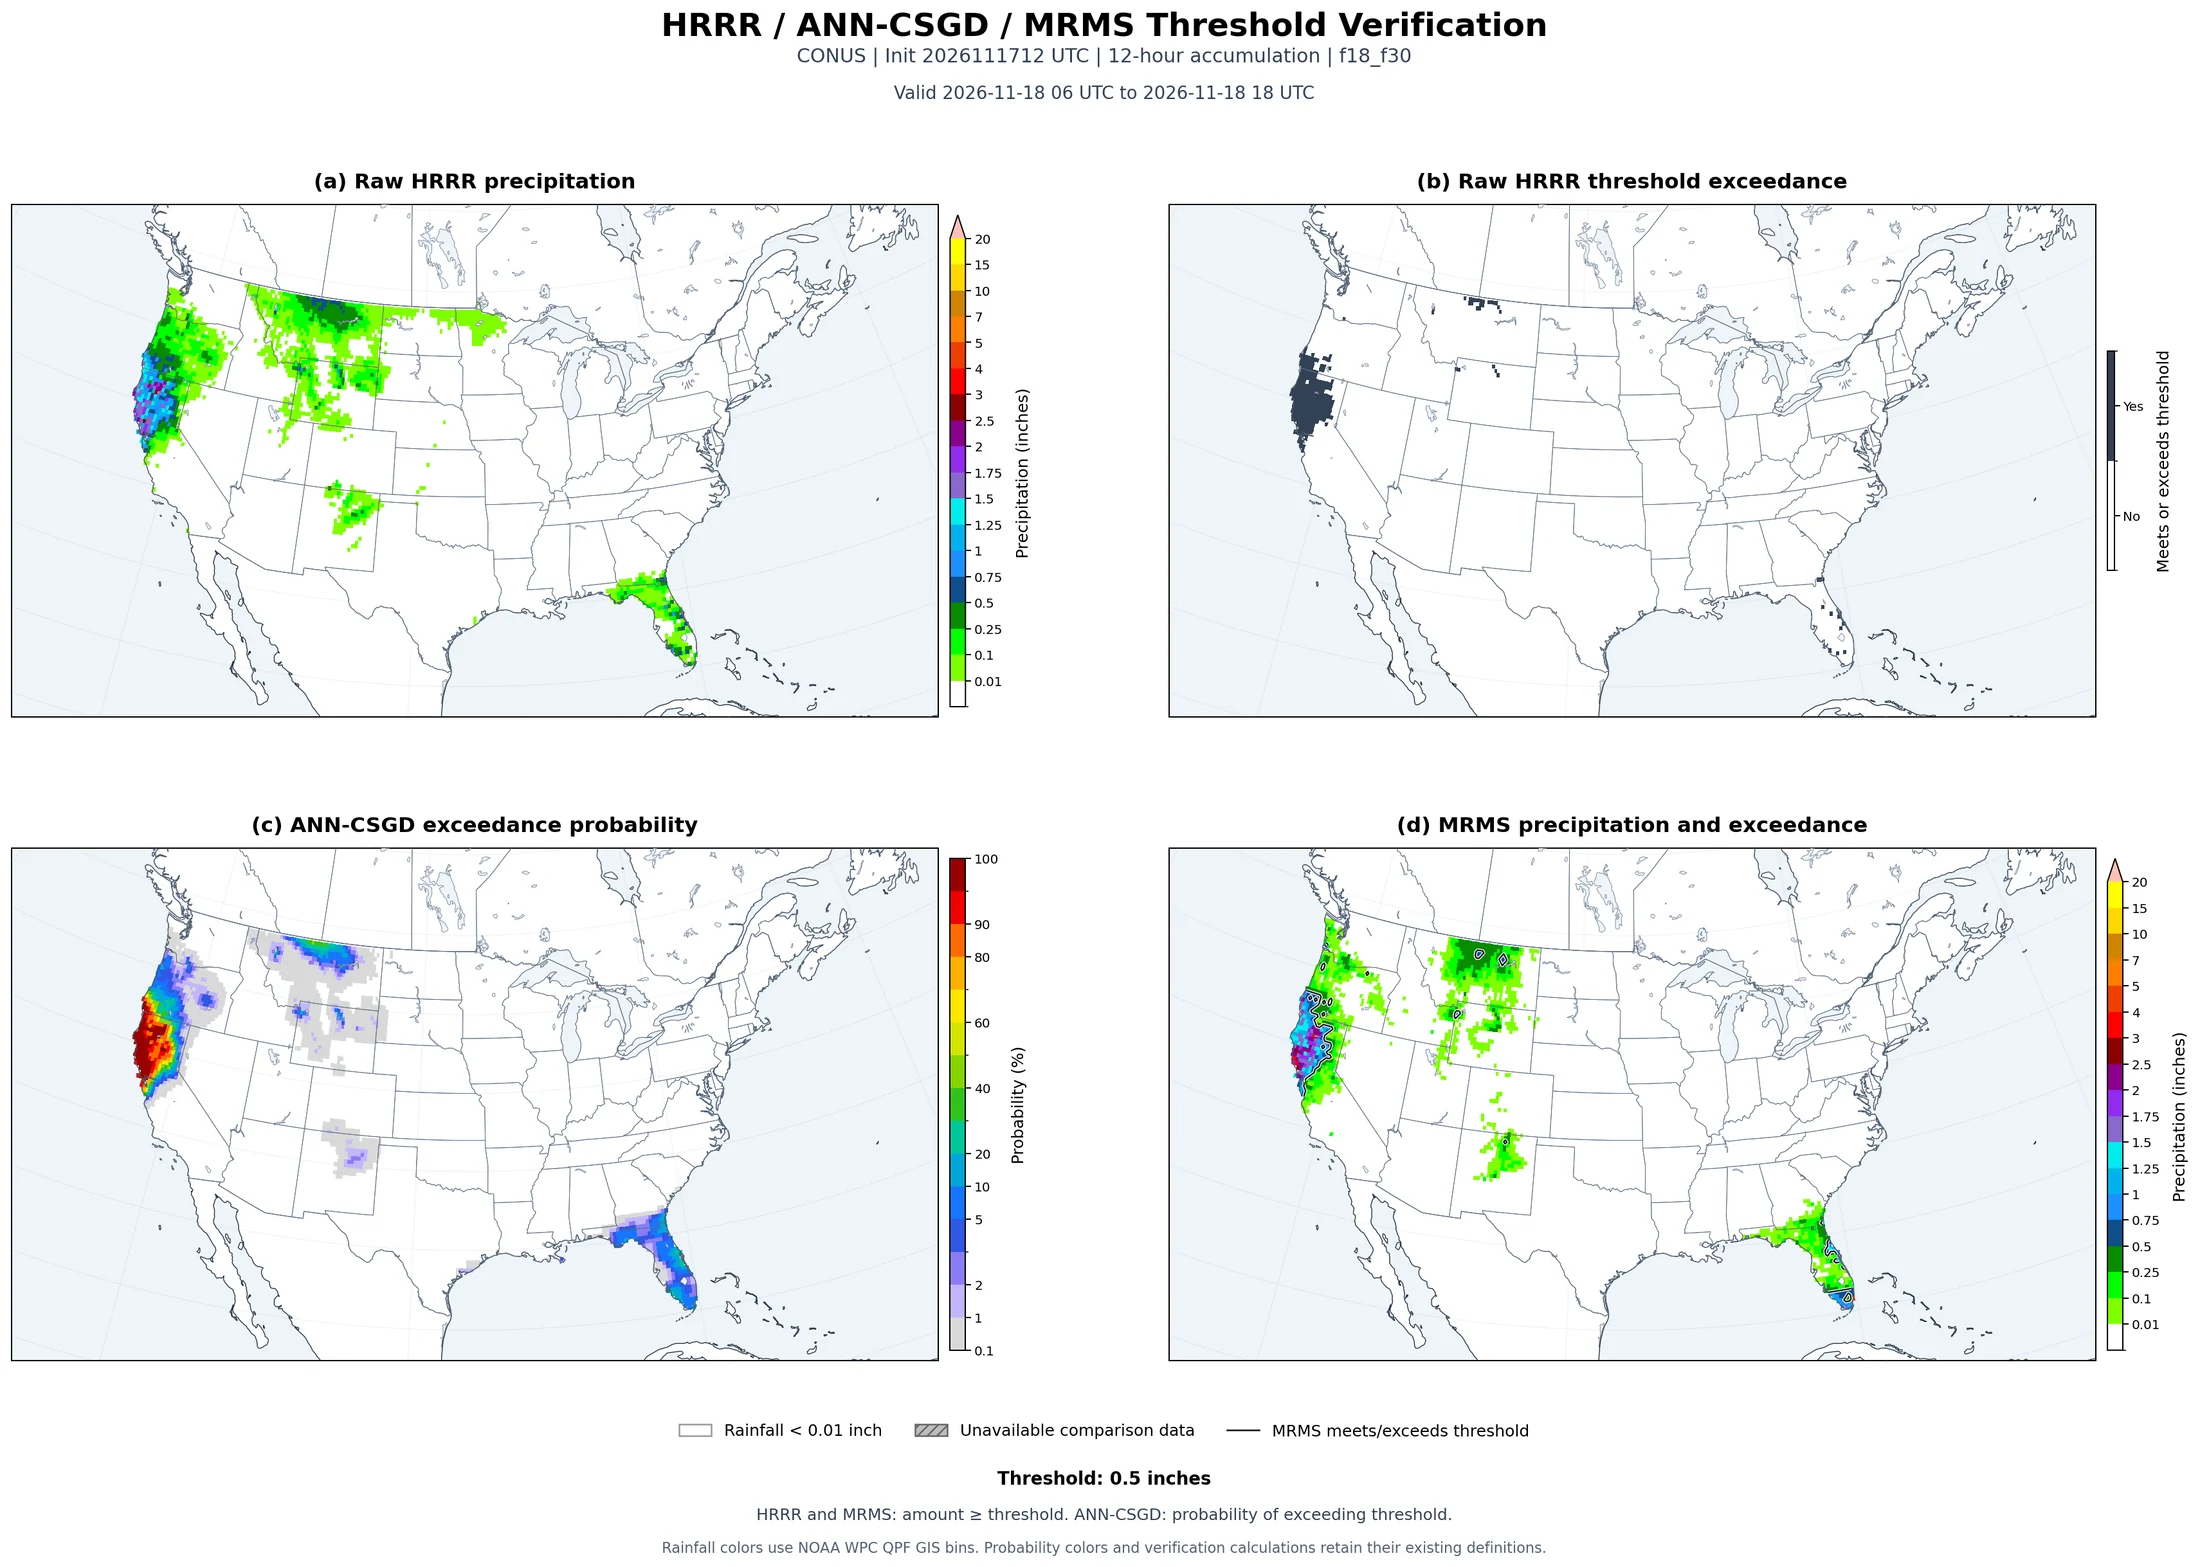 HRRR / ANN-CSGD / MRMS Threshold Verification
CONUS | Init 2026111712 UTC | 12-hour accumulation | f18_f30
Valid 2026-11-18 06 UTC to 2026-11-18 18 UTC
(a) Raw HRRR precipitation
20
15
10
7
5
4
3
2.5
2
1.75
1.5
1.25
1
0.75
0.5
0.25
0.1
0.01
Precipitation (inches)
(b) Raw HRRR threshold exceedance
Yes
No
Meets or exceeds threshold
(c) ANN-CSGD exceedance probability
100
90
80
60
40
20
10
5
2
1
0.1
Probability (%)
(d) MRMS precipitation and exceedance
20
15
10
7
5
4
3
2.5
2
1.75
1.5
1.25
1
0.75
0.5
0.25
0.1
0.01
Precipitation (inches)
Rainfall < 0.01 inch
Unavailable comparison data
MRMS meets/exceeds threshold
Threshold: 0.5 inches
HRRR and MRMS: amount ≥ threshold. ANN-CSGD: probability of exceeding threshold.
Rainfall colors use NOAA WPC QPF GIS bins. Probability colors and verification calculations retain their existing definitions.